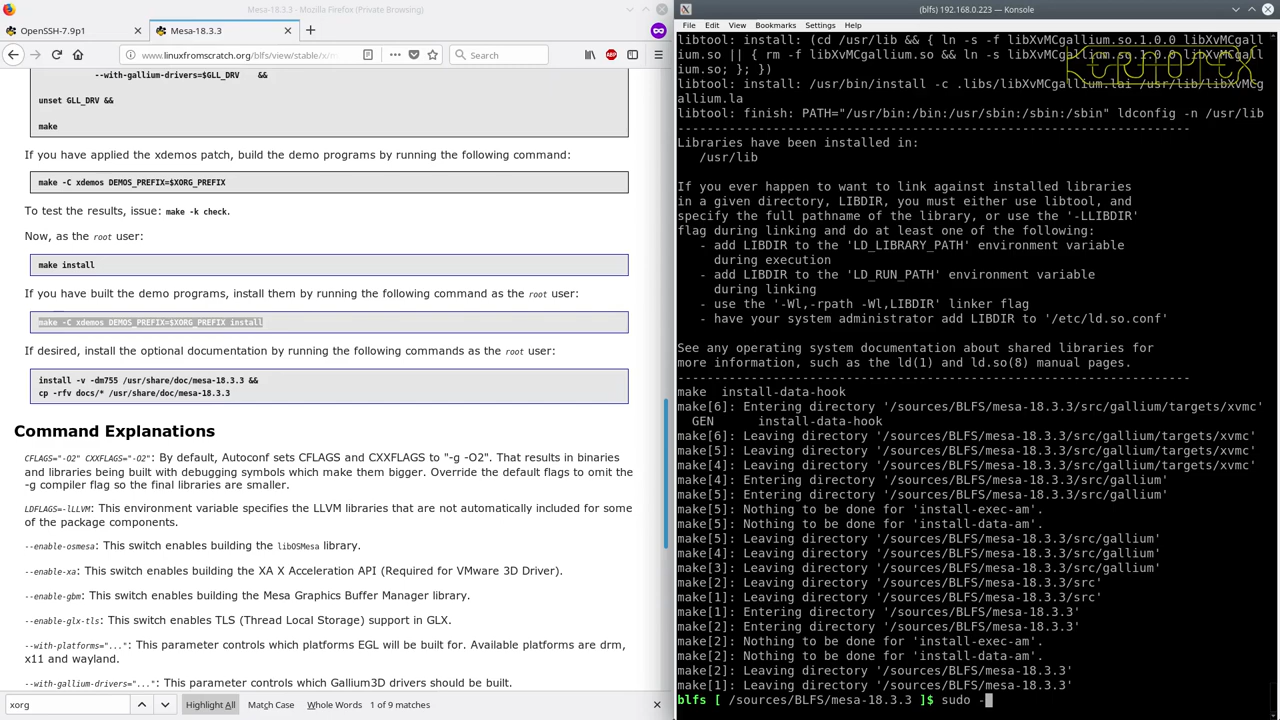 Mesa-18.3.3 - Mozilla Firefox (Private Browsing)
OpenSSH-7.9p1
Mesa-18.3.3
www.linuxfromscratch.org/blfs/view/stable/x/m
Search
--with-gallium-drivers=$GLL_DRV    &&
unset GLL_DRV &&
make
If you have applied the xdemos patch, build the demo programs by running the following command:
make -C xdemos DEMOS_PREFIX=$XORG_PREFIX
To test the results, issue: make -k check.
Now, as the root user:
make install
If you have built the demo programs, install them by running the following command as the root user:
make -C xdemos DEMOS_PREFIX=$XORG_PREFIX install
If desired, install the optional documentation by running the following commands as the root user:
install -v -dm755 /usr/share/doc/mesa-18.3.3 &&
cp -rfv docs/* /usr/share/doc/mesa-18.3.3
Command Explanations
CFLAGS="-O2" CXXFLAGS="-O2": By default, Autoconf sets CFLAGS and CXXFLAGS to "-g -O2". That results in binaries
and libraries being built with debugging symbols which make them bigger. Override the default flags to omit the
-g compiler flag so the final libraries are smaller.
LDFLAGS=-lLLVM: This environment variable specifies the LLVM libraries that are not automatically included for some
of the package components.
--enable-osmesa: This switch enables building the libOSMesa library.
--enable-xa: This switch enables building the XA X Acceleration API (Required for VMware 3D Driver).
--enable-gbm: This switch enables building the Mesa Graphics Buffer Manager library.
--enable-glx-tls: This switch enables TLS (Thread Local Storage) support in GLX.
--with-platforms="...": This parameter controls which platforms EGL will be built for. Available platforms are drm,
x11 and wayland.
--with-gallium-drivers="...": This parameter controls which Gallium3D drivers should be built.
xorg
Highlight All
Match Case
Whole Words
1 of 9 matches
(blfs) 192.168.0.223 — Konsole
File Edit View Bookmarks Settings Help
libtool: install: (cd /usr/lib && { ln -s -f libXvMCgallium.so.1.0.0 libXvMCgall
ium.so || { rm -f libXvMCgallium.so && ln -s libXvMCgallium.so.1.0.0 libXvMCgall
ium.so; }; })
libtool: install: /usr/bin/install -c .libs/libXvMCgallium.lai /usr/lib/libXvMCg
allium.la
libtool: finish: PATH="/usr/bin:/bin:/usr/sbin:/sbin:/sbin" ldconfig -n /usr/lib
----------------------------------------------------------------------
Libraries have been installed in:
/usr/lib
If you ever happen to want to link against installed libraries
in a given directory, LIBDIR, you must either use libtool, and
specify the full pathname of the library, or use the '-LLIBDIR'
flag during linking and do at least one of the following:
- add LIBDIR to the 'LD_LIBRARY_PATH' environment variable
during execution
- add LIBDIR to the 'LD_RUN_PATH' environment variable
during linking
- use the '-Wl,-rpath -Wl,LIBDIR' linker flag
- have your system administrator add LIBDIR to '/etc/ld.so.conf'
See any operating system documentation about shared libraries for
more information, such as the ld(1) and ld.so(8) manual pages.
----------------------------------------------------------------------
make  install-data-hook
make[6]: Entering directory '/sources/BLFS/mesa-18.3.3/src/gallium/targets/xvmc'
GEN      install-data-hook
make[6]: Leaving directory '/sources/BLFS/mesa-18.3.3/src/gallium/targets/xvmc'
make[5]: Leaving directory '/sources/BLFS/mesa-18.3.3/src/gallium/targets/xvmc'
make[4]: Leaving directory '/sources/BLFS/mesa-18.3.3/src/gallium/targets/xvmc'
make[4]: Entering directory '/sources/BLFS/mesa-18.3.3/src/gallium'
make[5]: Entering directory '/sources/BLFS/mesa-18.3.3/src/gallium'
make[5]: Nothing to be done for 'install-exec-am'.
make[5]: Nothing to be done for 'install-data-am'.
make[5]: Leaving directory '/sources/BLFS/mesa-18.3.3/src/gallium'
make[4]: Leaving directory '/sources/BLFS/mesa-18.3.3/src/gallium'
make[3]: Leaving directory '/sources/BLFS/mesa-18.3.3/src/gallium'
make[2]: Leaving directory '/sources/BLFS/mesa-18.3.3/src'
make[1]: Leaving directory '/sources/BLFS/mesa-18.3.3/src'
make[1]: Entering directory '/sources/BLFS/mesa-18.3.3'
make[2]: Entering directory '/sources/BLFS/mesa-18.3.3'
make[2]: Nothing to be done for 'install-exec-am'.
make[2]: Nothing to be done for 'install-data-am'.
make[2]: Leaving directory '/sources/BLFS/mesa-18.3.3'
make[1]: Leaving directory '/sources/BLFS/mesa-18.3.3'
blfs [ /sources/BLFS/mesa-18.3.3 ]$ sudo -